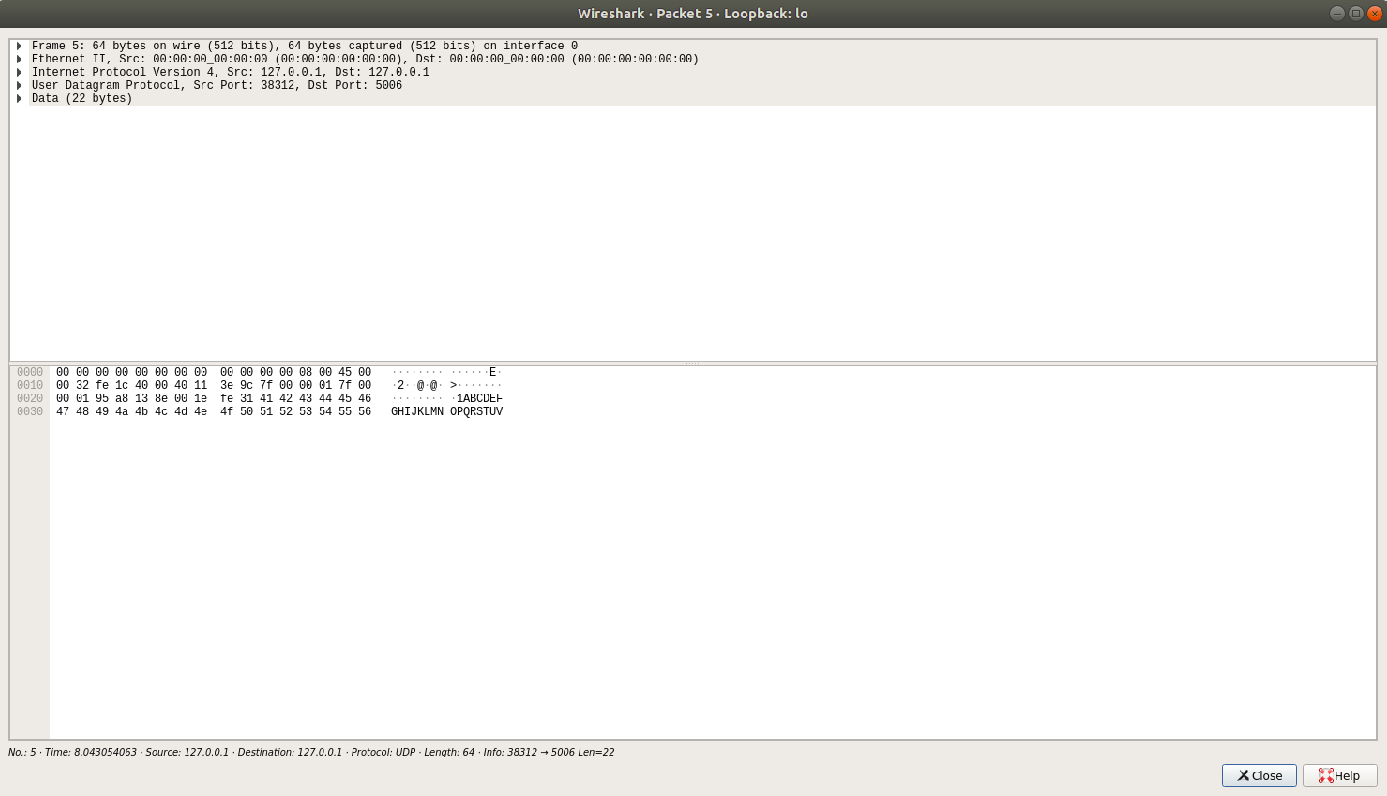 Wireshark · Packet 5 · Loopback: lo
Frame 5: 64 bytes on wire (512 bits), 64 bytes captured (512 bits) on interface 0
Ethernet II, Src: 00:00:00_00:00:00 (00:00:00:00:00:00), Dst: 00:00:00_00:00:00 (00:00:00:00:00:00)
Internet Protocol Version 4, Src: 127.0.0.1, Dst: 127.0.0.1
User Datagram Protocol, Src Port: 38312, Dst Port: 5006
Data (22 bytes)
0000 00 00 00 00 00 00 00 00 00 00 00 00 08 00 45 00 ········ ······E·
0010 00 32 fe 1c 40 00 40 11 3e 9c 7f 00 00 01 7f 00 ·2··@·@· >·······
0020 00 01 95 a8 13 8e 00 1e fe 31 41 42 43 44 45 46 ········ ·1ABCDEF
0030 47 48 49 4a 4b 4c 4d 4e 4f 50 51 52 53 54 55 56 GHIJKLMN OPQRSTUV
No.: 5 · Time: 8.043054063 · Source: 127.0.0.1 · Destination: 127.0.0.1 · Protocol: UDP · Length: 64 · Info: 38312 → 5006 Len=22
Close Help